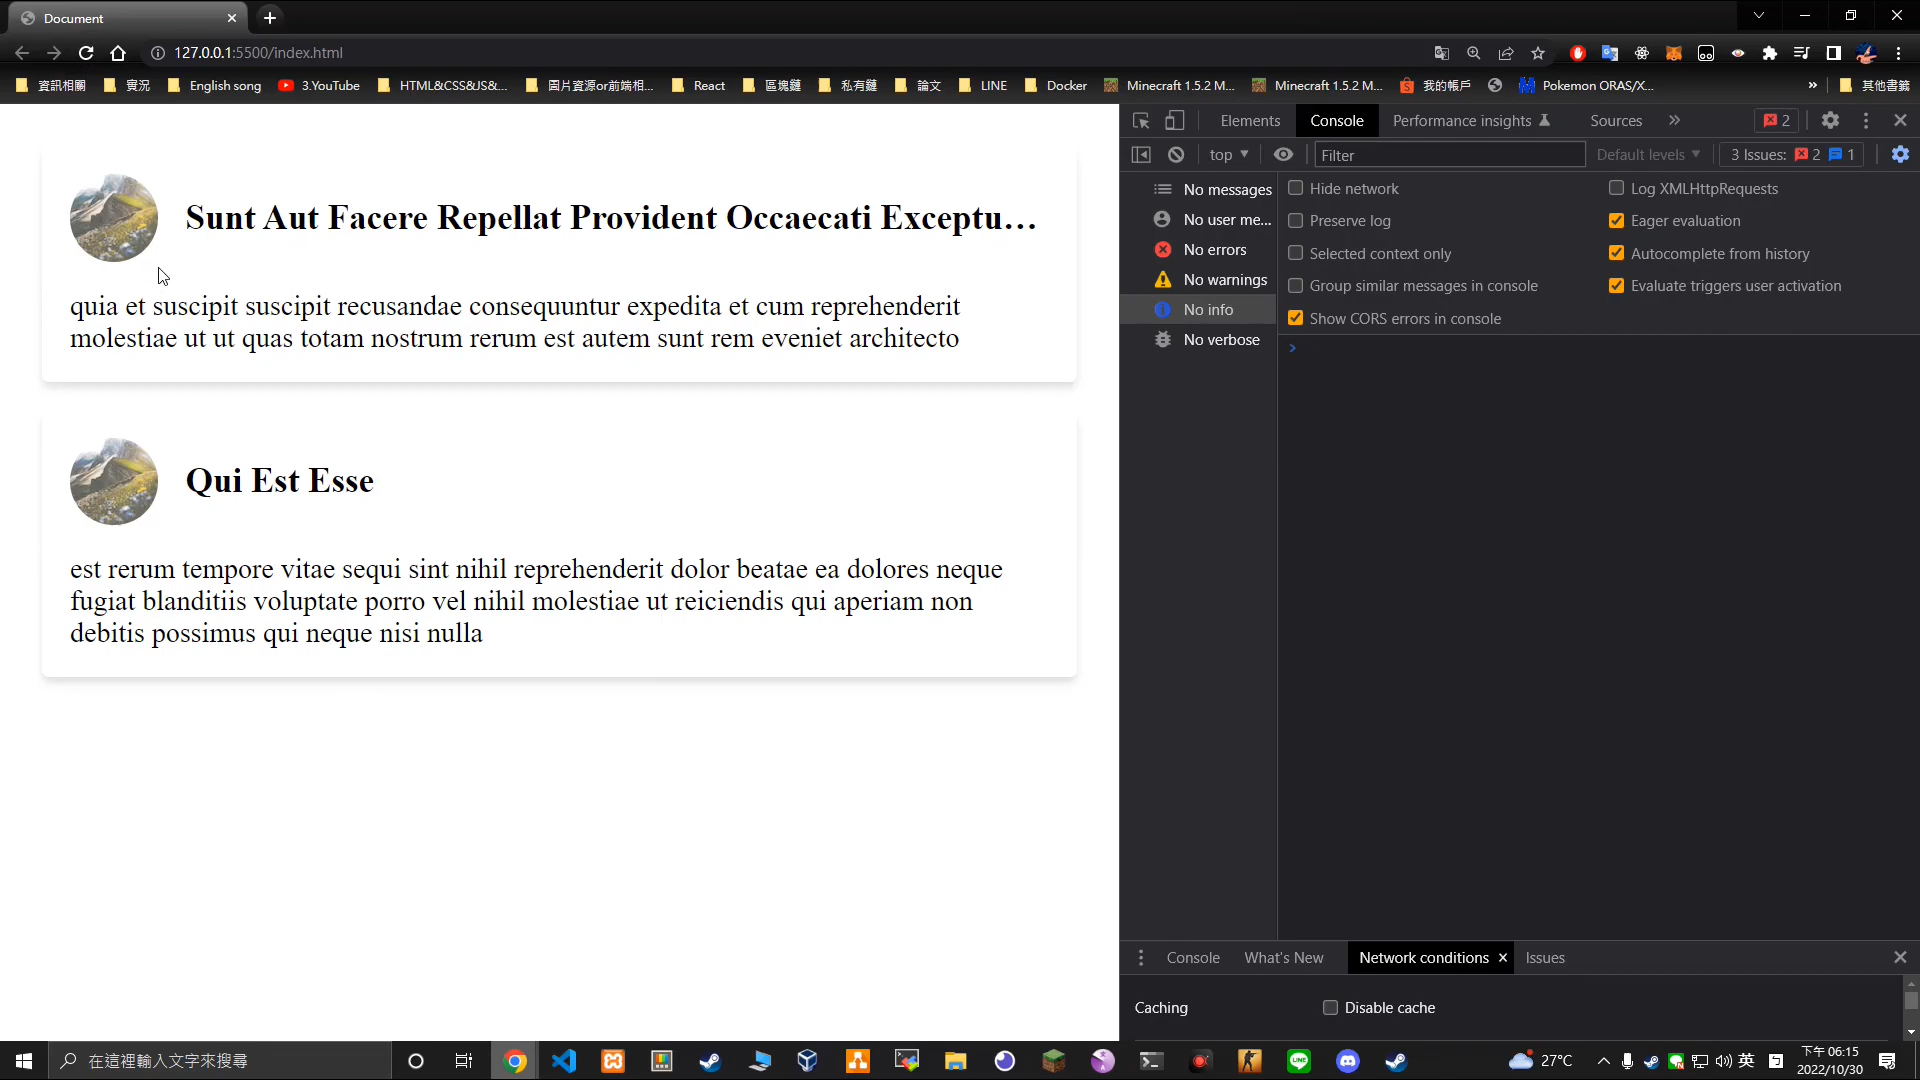 Document
127.0.0.1:5500/index.html
資訊相關
實況
English song
3.YouTube
HTML&CSS&JS&...
圖片資源or前端相...
React
區塊鏈
私有鏈
論文
LINE
Docker
Minecraft 1.5.2 M...
Minecraft 1.5.2 M...
我的帳戶
Pokemon ORAS/X...
»
其他書籤
Sunt Aut Facere Repellat Provident Occaecati Exceptu...
quia et suscipit suscipit recusandae consequuntur expedita et cum reprehenderit
molestiae ut ut quas totam nostrum rerum est autem sunt rem eveniet architecto
Qui Est Esse
est rerum tempore vitae sequi sint nihil reprehenderit dolor beatae ea dolores neque
fugiat blanditiis voluptate porro vel nihil molestiae ut reiciendis qui aperiam non
debitis possimus qui neque nisi nulla
Elements
Console
Performance insights
Sources
»
2
top
Filter
Default levels
3 Issues: 2 1
No messages
No user me...
No errors
No warnings
No info
No verbose
Hide network
Log XMLHttpRequests
Preserve log
Eager evaluation
Selected context only
Autocomplete from history
Group similar messages in console
Evaluate triggers user activation
Show CORS errors in console
Console
What's New
Network conditions
Issues
Caching
Disable cache
在這裡輸入文字來搜尋
27°C
英
下午 06:15
2022/10/30